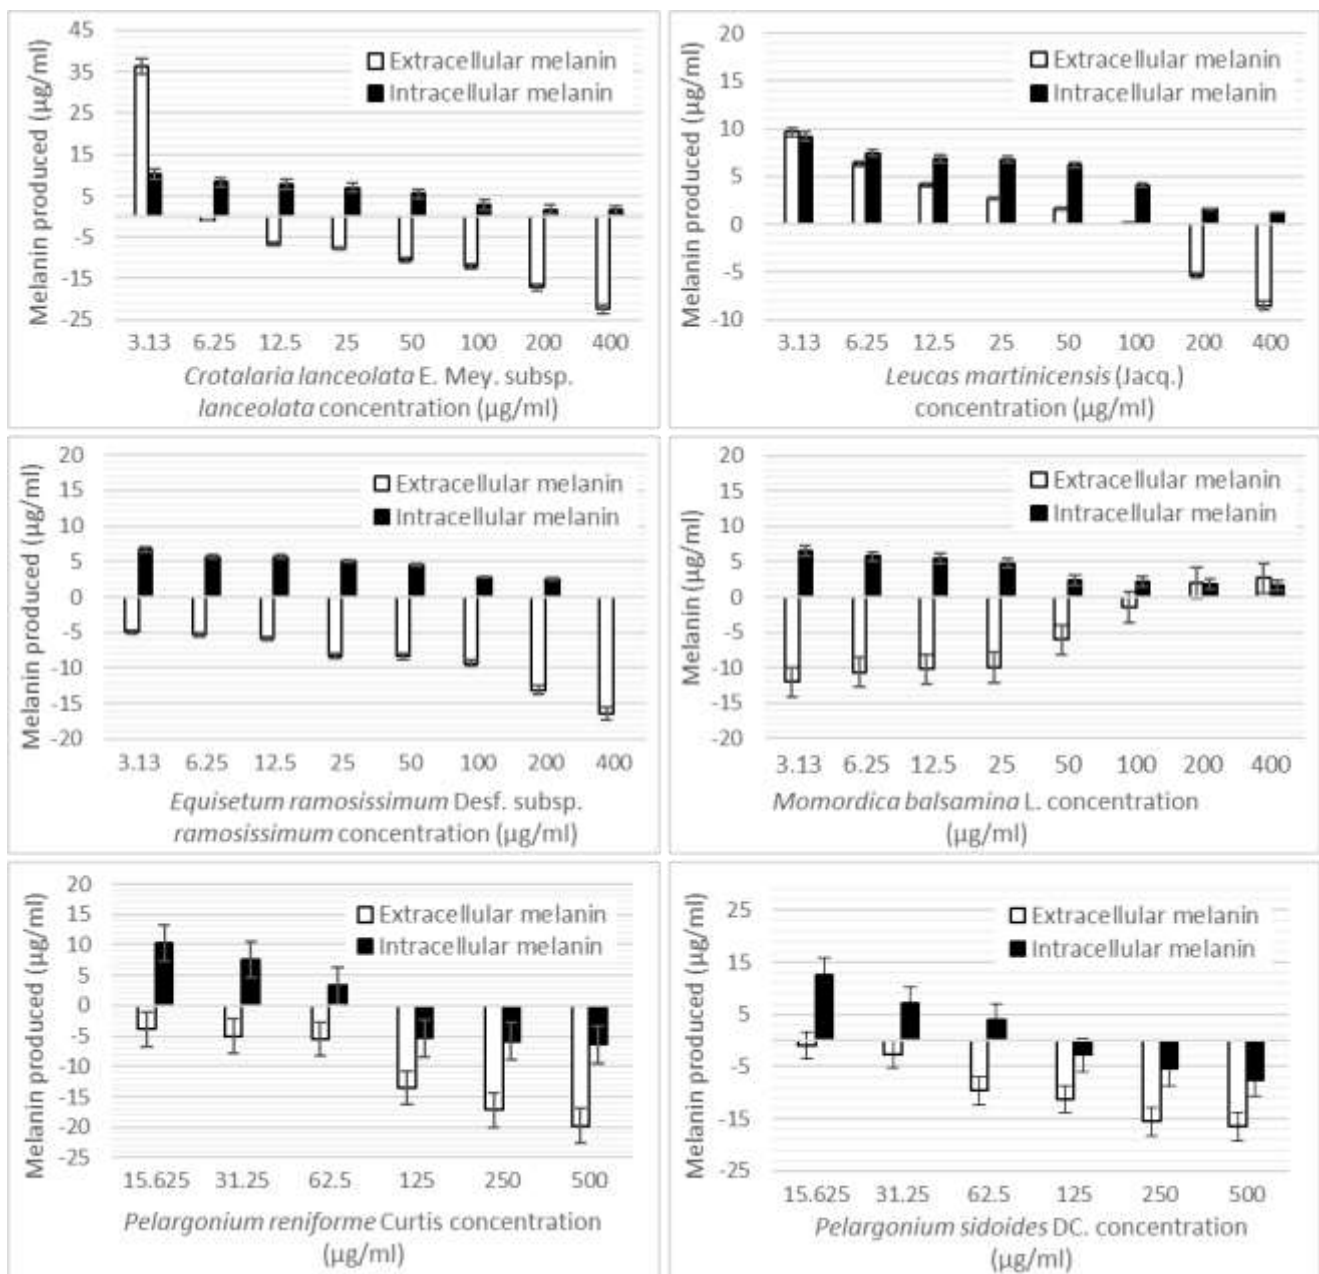 Melanin produced (µg/ml)
45
35
25
15
5
-5
-15
-25
Extracellular melanin
Intracellular melanin
3.13 6.25 12.5 25 50 100 200 400
Crotalaria lanceolata E. Mey. subsp.
lanceolata concentration (µg/ml)
Melanin produced (µg/ml)
20
15
10
5
0
-5
-10
Extracellular melanin
Intracellular melanin
3.13 6.25 12.5 25 50 100 200 400
Leucas martinicensis (Jacq.)
concentration (µg/ml)
Melanin produced (µg/ml)
20
15
10
5
0
-5
-10
-15
-20
Extracellular melanin
Intracellular melanin
3.13 6.25 12.5 25 50 100 200 400
Equisetum ramosissimum Desf. subsp.
ramosissimum concentration (µg/ml)
Melanin (µg/ml)
20
15
10
5
0
-5
-10
-15
-20
Extracellular melanin
Intracellular melanin
3.13 6.25 12.5 25 50 100 200 400
Momordica balsamina L. concentration
(µg/ml)
Melanin produced (µg/ml)
20
15
10
5
0
-5
-10
-15
-20
-25
Extracellular melanin
Intracellular melanin
15.625 31.25 62.5 125 250 500
Pelargonium reniforme Curtis concentration
(µg/ml)
Melanin produced (µg/ml)
25
15
5
-5
-15
-25
Extracellular melanin
Intracellular melanin
15.625 31.25 62.5 125 250 500
Pelargonium sidoides DC. concentration
(µg/ml)